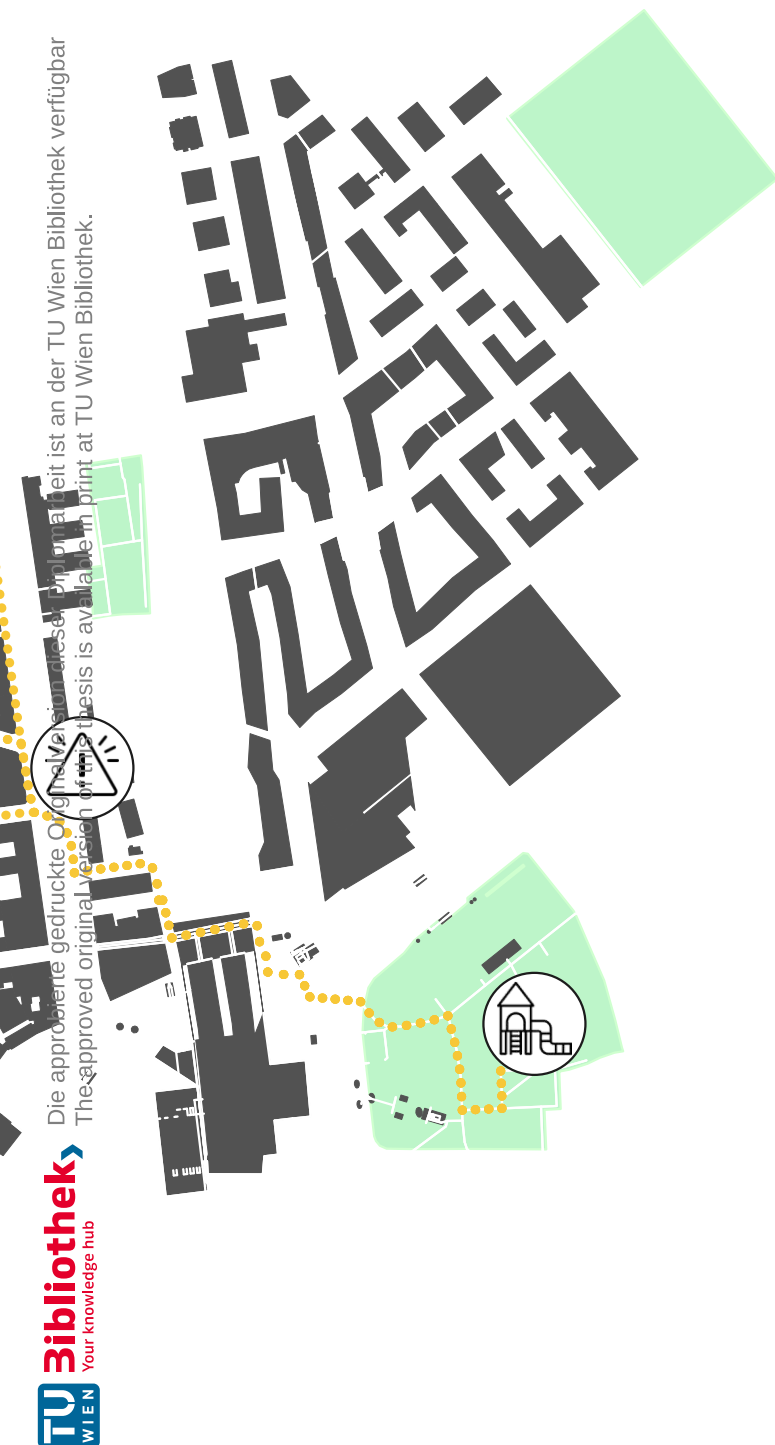 Die approbierte gedruckte Originalversion dieser Diplomarbeit ist an der TU Wien Bibliothek verfügbar
The approved original version of this thesis is available in print at TU Wien Bibliothek.
TU WIEN Bibliothek
Your knowledge hub